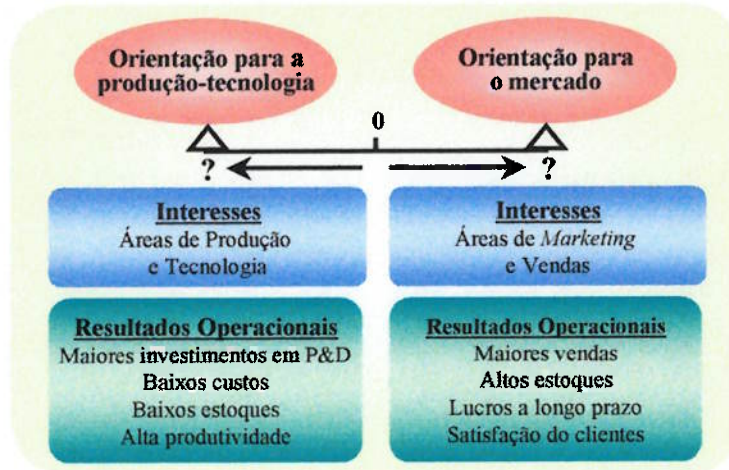 Orientação para a
produção-tecnologia
Orientação para
o mercado
0
?
?
Interesses
Áreas de Produção
e Tecnologia
Interesses
Áreas de Marketing
e Vendas
Resultados Operacionais
Maiores investimentos em P&D
Baixos custos
Baixos estoques
Alta produtividade
Resultados Operacionais
Maiores vendas
Altos estoques
Lucros a longo prazo
Satisfação do clientes